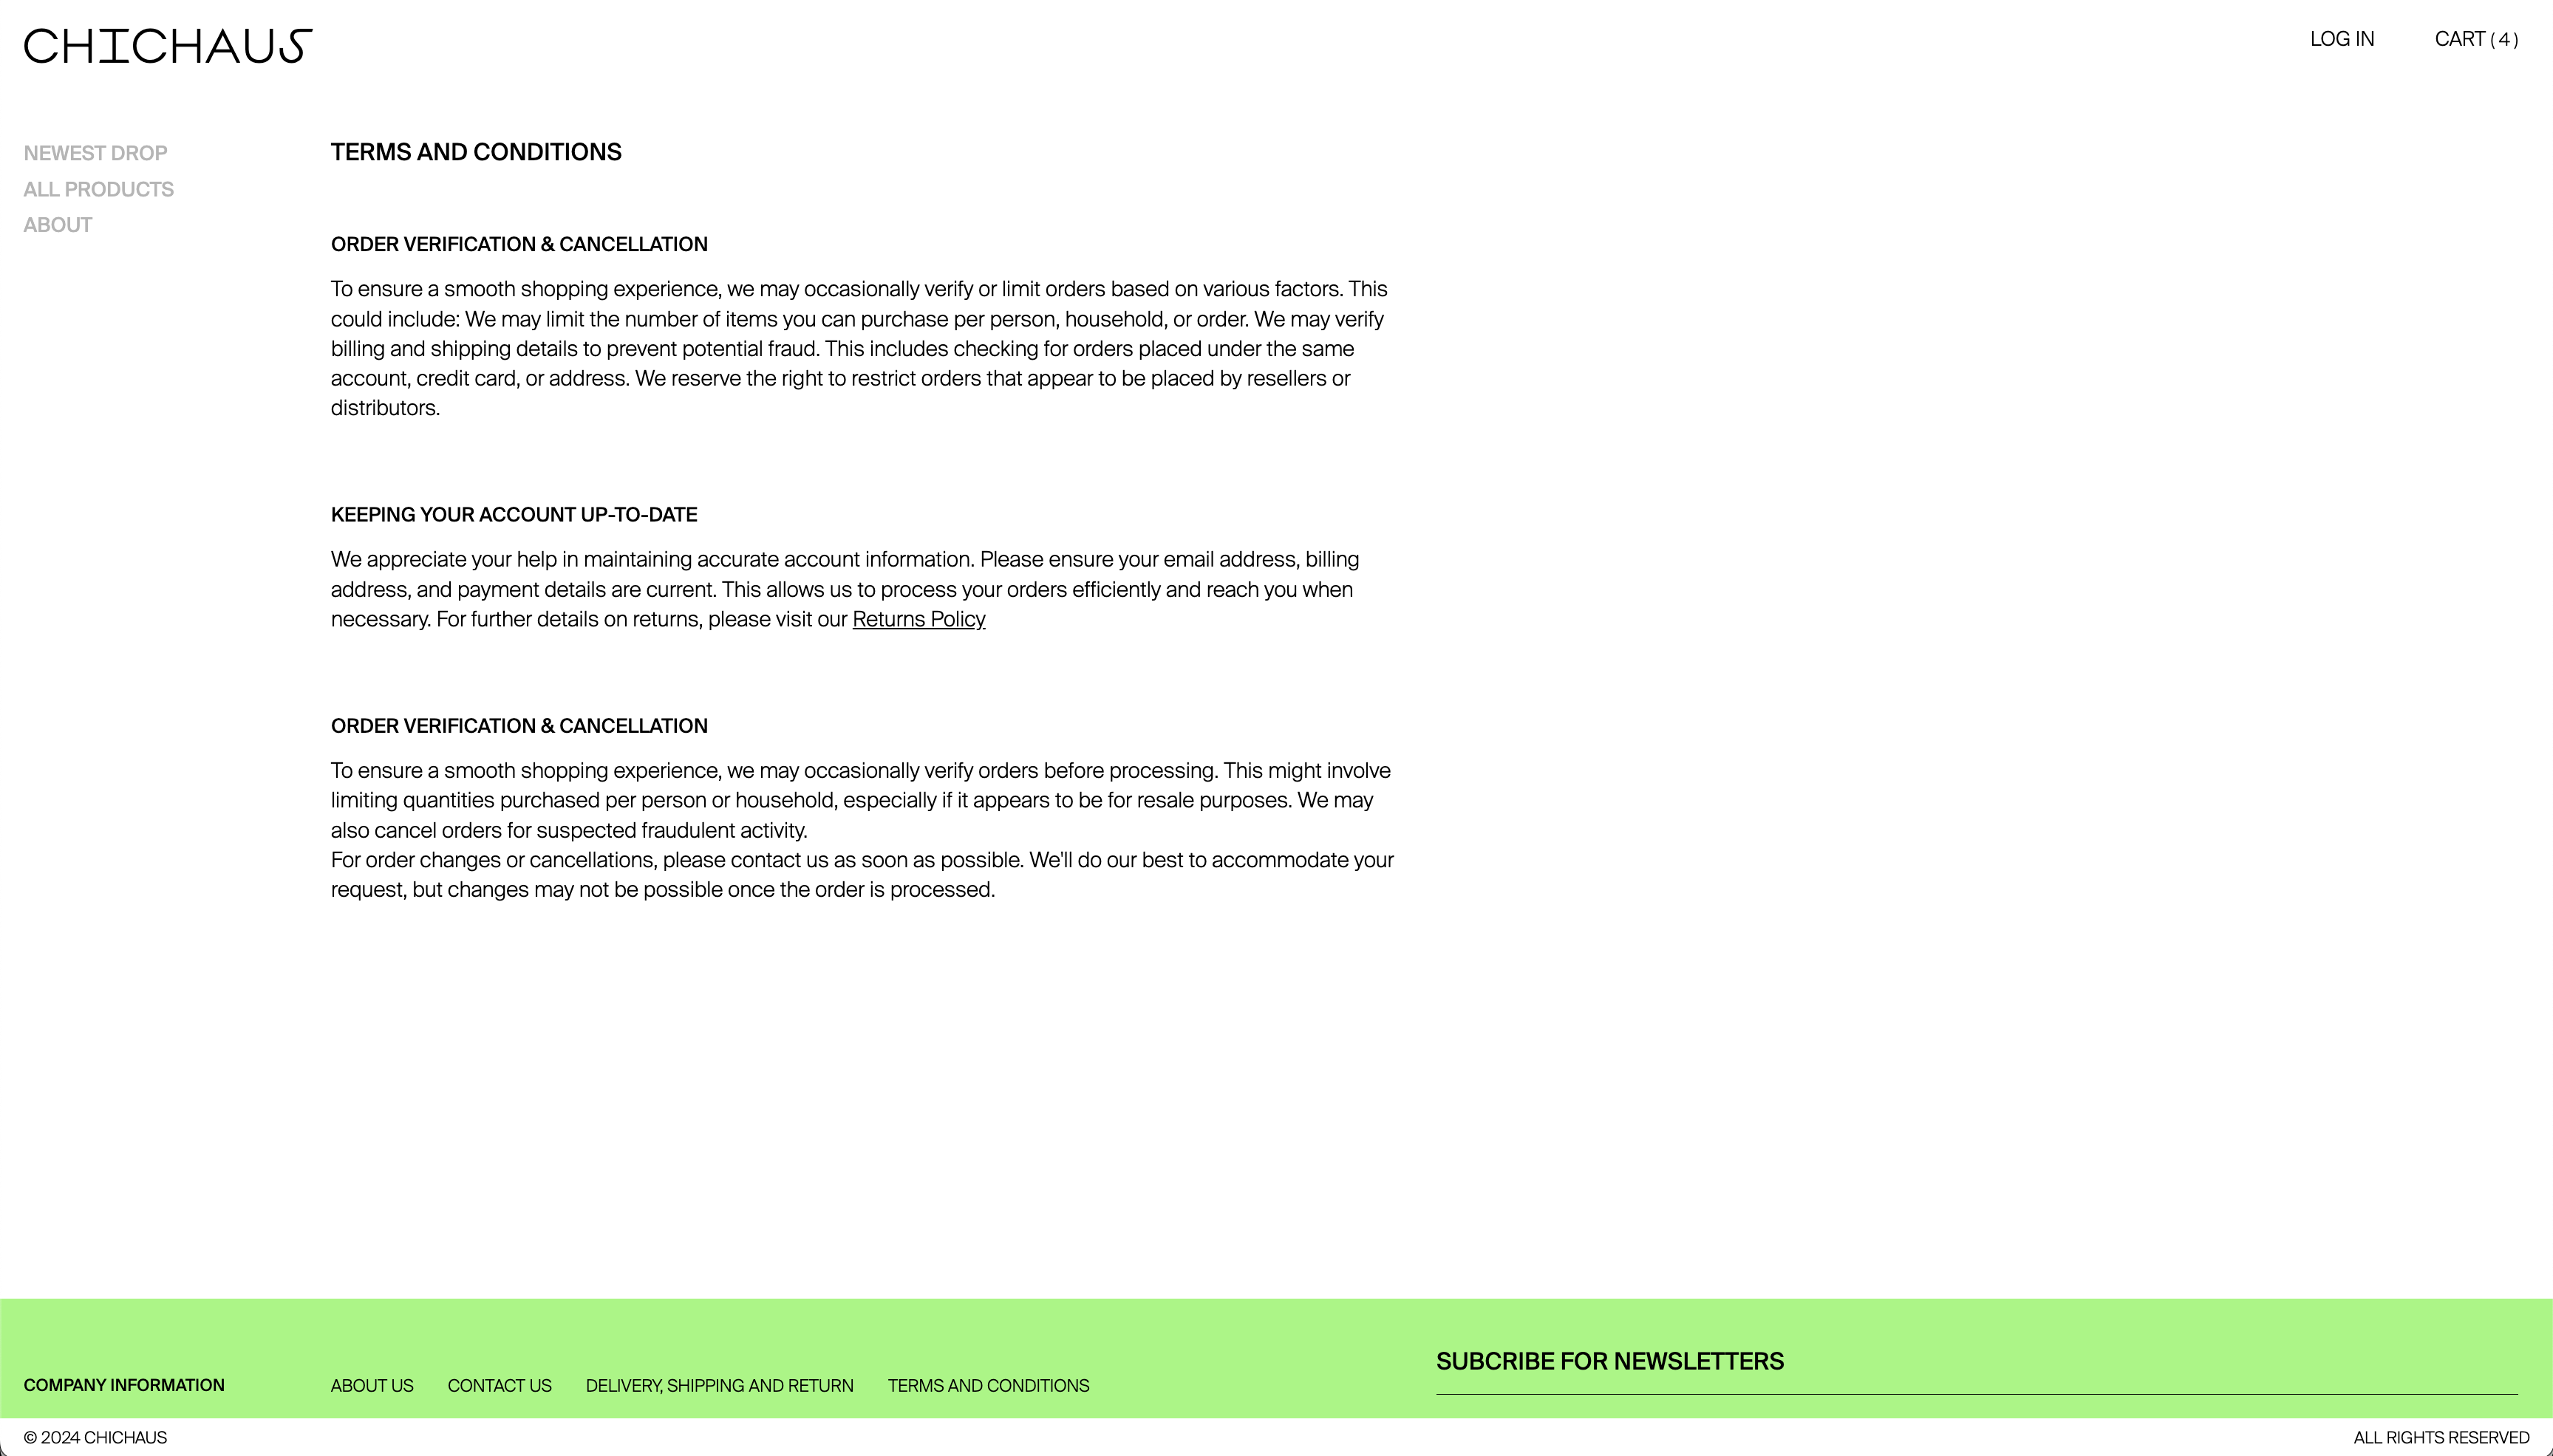 CHICHAUS
LOG IN
CART ( 4 )
NEWEST DROP
ALL PRODUCTS
ABOUT
TERMS AND CONDITIONS
ORDER VERIFICATION & CANCELLATION
To ensure a smooth shopping experience, we may occasionally verify or limit orders based on various factors. This
could include: We may limit the number of items you can purchase per person, household, or order. We may verify
billing and shipping details to prevent potential fraud. This includes checking for orders placed under the same
account, credit card, or address. We reserve the right to restrict orders that appear to be placed by resellers or
distributors.
KEEPING YOUR ACCOUNT UP-TO-DATE
We appreciate your help in maintaining accurate account information. Please ensure your email address, billing
address, and payment details are current. This allows us to process your orders efficiently and reach you when
necessary. For further details on returns, please visit our Returns Policy
ORDER VERIFICATION & CANCELLATION
To ensure a smooth shopping experience, we may occasionally verify orders before processing. This might involve
limiting quantities purchased per person or household, especially if it appears to be for resale purposes. We may
also cancel orders for suspected fraudulent activity.
For order changes or cancellations, please contact us as soon as possible. We'll do our best to accommodate your
request, but changes may not be possible once the order is processed.
COMPANY INFORMATION
ABOUT US
CONTACT US
DELIVERY, SHIPPING AND RETURN
TERMS AND CONDITIONS
SUBCRIBE FOR NEWSLETTERS
© 2024 CHICHAUS
ALL RIGHTS RESERVED